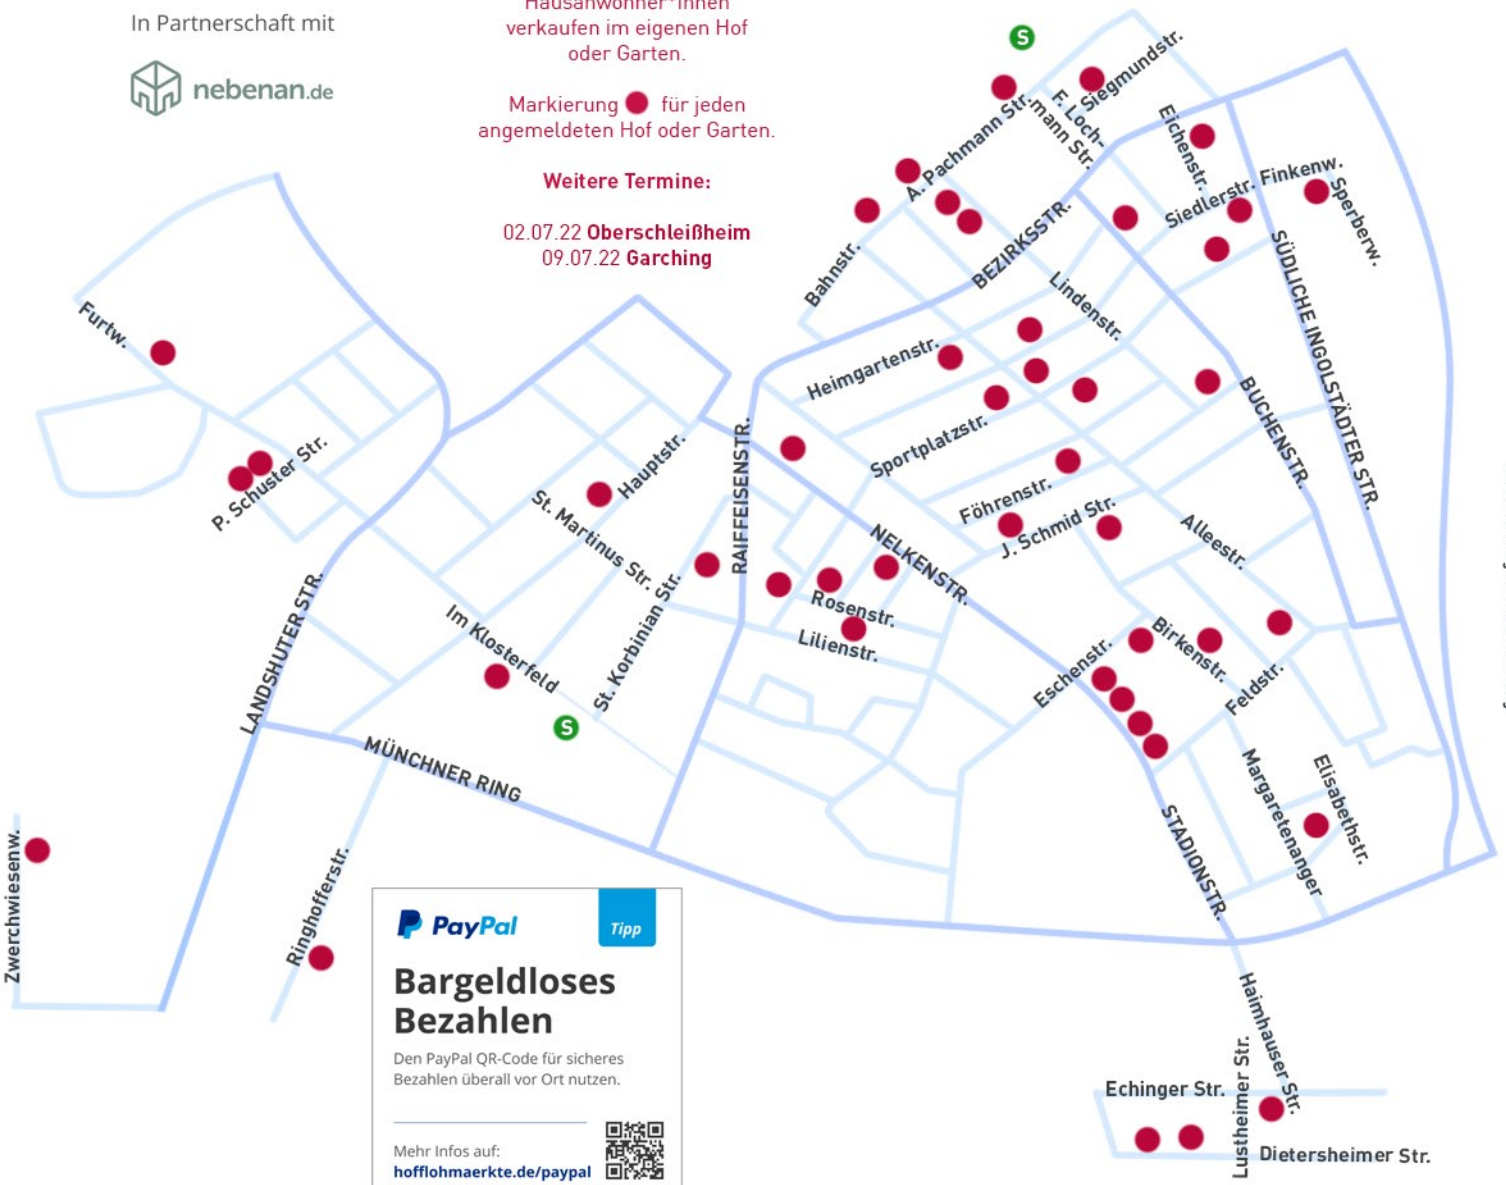 In Partnerschaft mit
nebenan.de
Hausanwohner*innen
verkaufen im eigenen Hof
oder Garten.
Markierung für jeden
angemeldeten Hof oder Garten.
Weitere Termine:
02.07.22 Oberschleißheim
09.07.22 Garching
S
Siegmundstr.
F. Loch-
mann Str.
A. Pachmann Str.
Eichenstr.
Siedlerstr.
Finkenw.
Sperberw.
Bahnstr.
BEZIRKSSTR.
Lindenstr.
SÜDLICHE INGOLSTÄDTER STR.
Furtw.
Heimgartenstr.
BUCHENSTR.
Sportplatzstr.
RAIFFEISENSTR.
Hauptstr.
P. Schuster Str.
St. Martinus Str.
Föhrenstr.
J. Schmid Str.
Alleestr.
NELKENSTR.
LANDSHUTER STR.
Im Klosterfeld
St. Korbinian Str.
Rosenstr.
Lilienstr.
Eschenstr.
Birkenstr.
Feldstr.
S
MÜNCHNER RING
Margaretenanger
Elisabethstr.
STADIONSTR.
Zwerchwiesenw.
Ringhofferstr.
PayPal
Tipp
Bargeldloses
Bezahlen
Den PayPal QR-Code für sicheres
Bezahlen überall vor Ort nutzen.
Mehr Infos auf:
hofflohmaerkte.de/paypal
Haimhauser Str.
Echinger Str.
Lustheimer Str.
Dietersheimer Str.